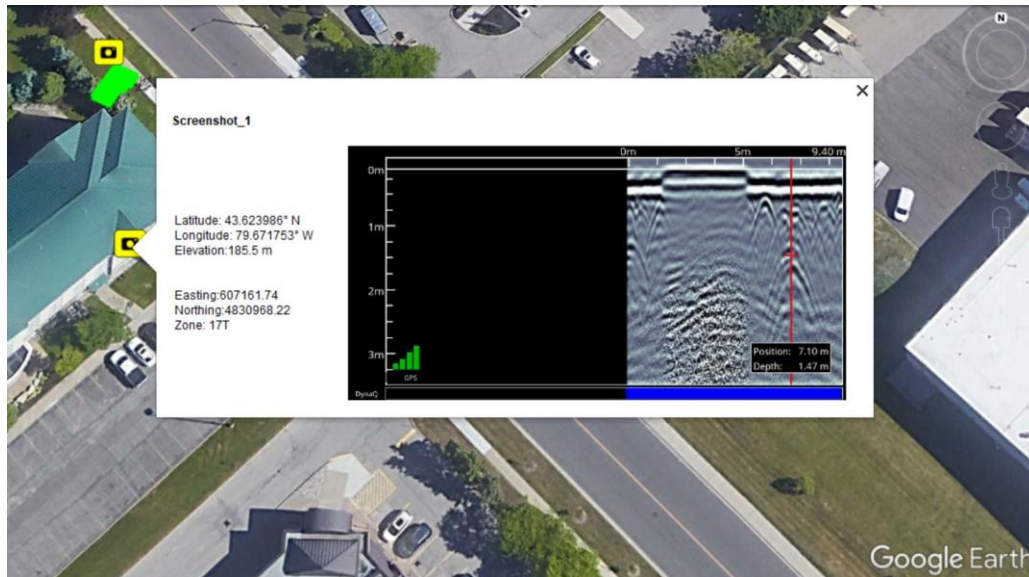 N
Screenshot_1
0m 5m 9.40 m
0m
Latitude: 43.623986° N
Longitude: 79.671753° W
Elevation:185.5 m
1m
Easting:607161.74
Northing:4830968.22
Zone: 17T
2m
3m
Position: 7.10 m
Depth: 1.47 m
GPS
DynaQ
Google Earth